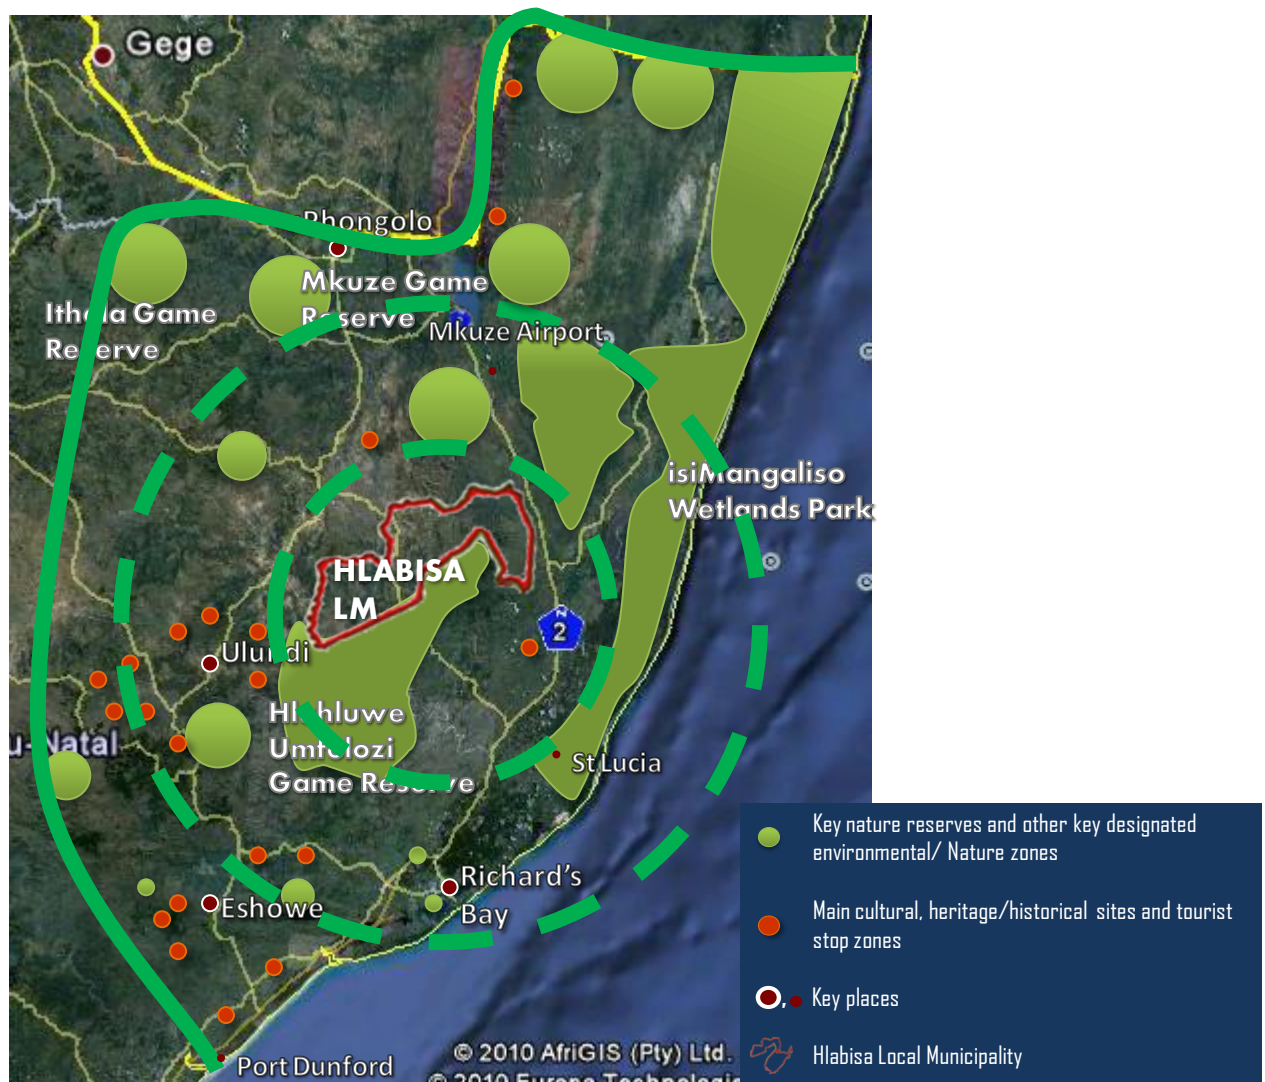 Gege
Phongolo
Mkuze Game
Reserve
Ithala Game
Reserve
Mkuze Airport
isiMangaliso
Wetlands Park
HLABISA
LM
N
2
Ulundi
Hluhluwe
Umfolozi
Game Reserve
u-Natal
St Lucia
Richard's
Bay
Eshowe
Port Dunford
© 2010 AfriGIS (Pty) Ltd.
© 2010 Europa Technologie
Key nature reserves and other key designated
environmental/ Nature zones
Main cultural, heritage/historical sites and tourist
stop zones
, Key places
Hlabisa Local Municipality